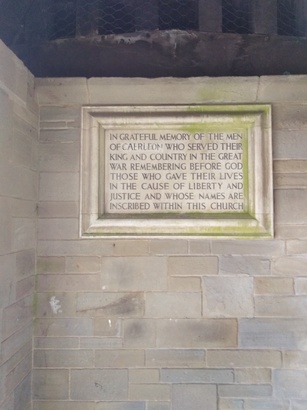 IN GRATEFUL MEMORY OF THE MEN
OF CAERLEON WHO SERVED THEIR
KING AND COUNTRY IN THE GREAT
WAR REMEMBERING BEFORE GOD
THOSE WHO GAVE THEIR LIVES
IN THE CAUSE OF LIBERTY AND
JUSTICE AND WHOSE NAMES ARE
INSCRIBED WITHIN THIS CHURCH